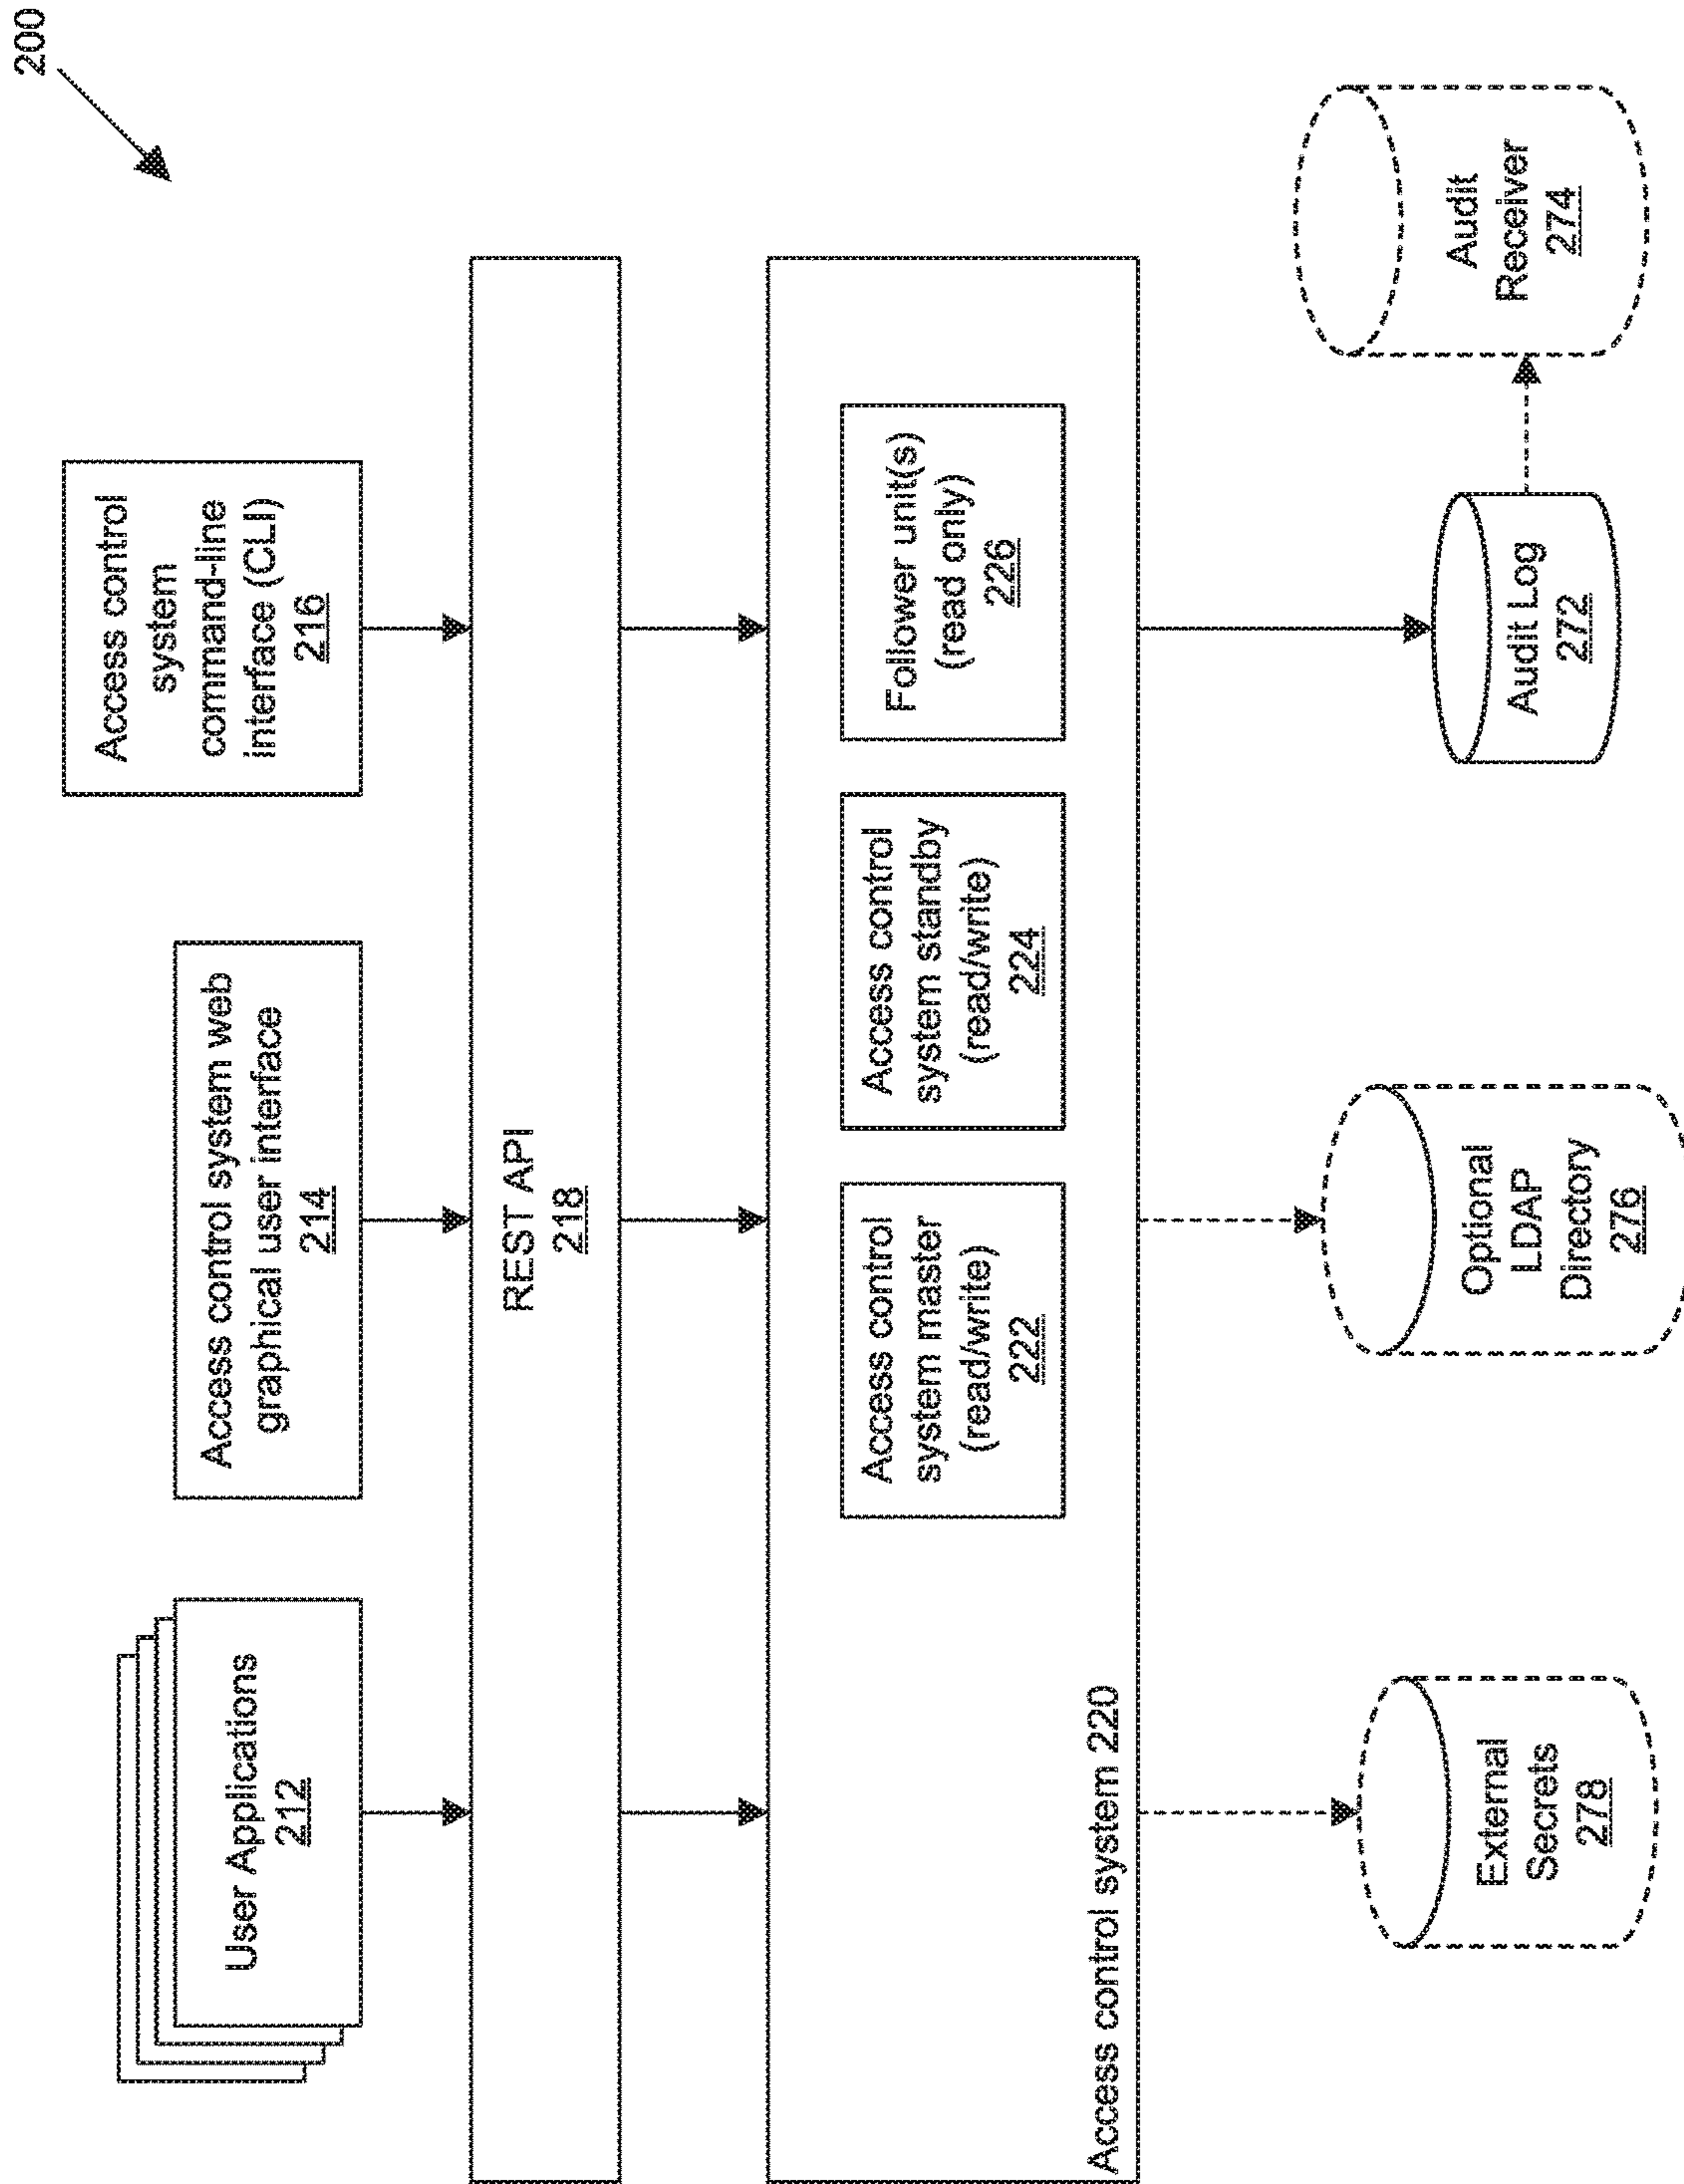 200
User Applications
212
Access control system web
graphical user interface
214
Access control
system
command-line
interface (CLI)
216
REST API
218
Access control
system master
(read/write)
222
Access control
system standby
(read/write)
224
Follower unit(s)
(read only)
226
Access control system 220
External
Secrets
278
Optional
LDAP
Directory
276
Audit Log
272
Audit
Receiver
274